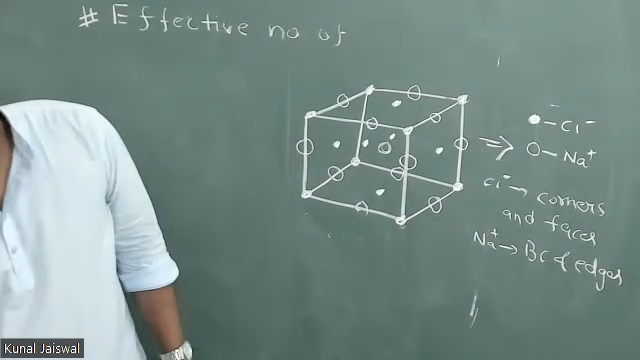 # Effective no of
– Cl⁻
– Na⁺
Cl⁻ → corners
and faces
Na⁺ → BC & edges
Kunal Jaiswal